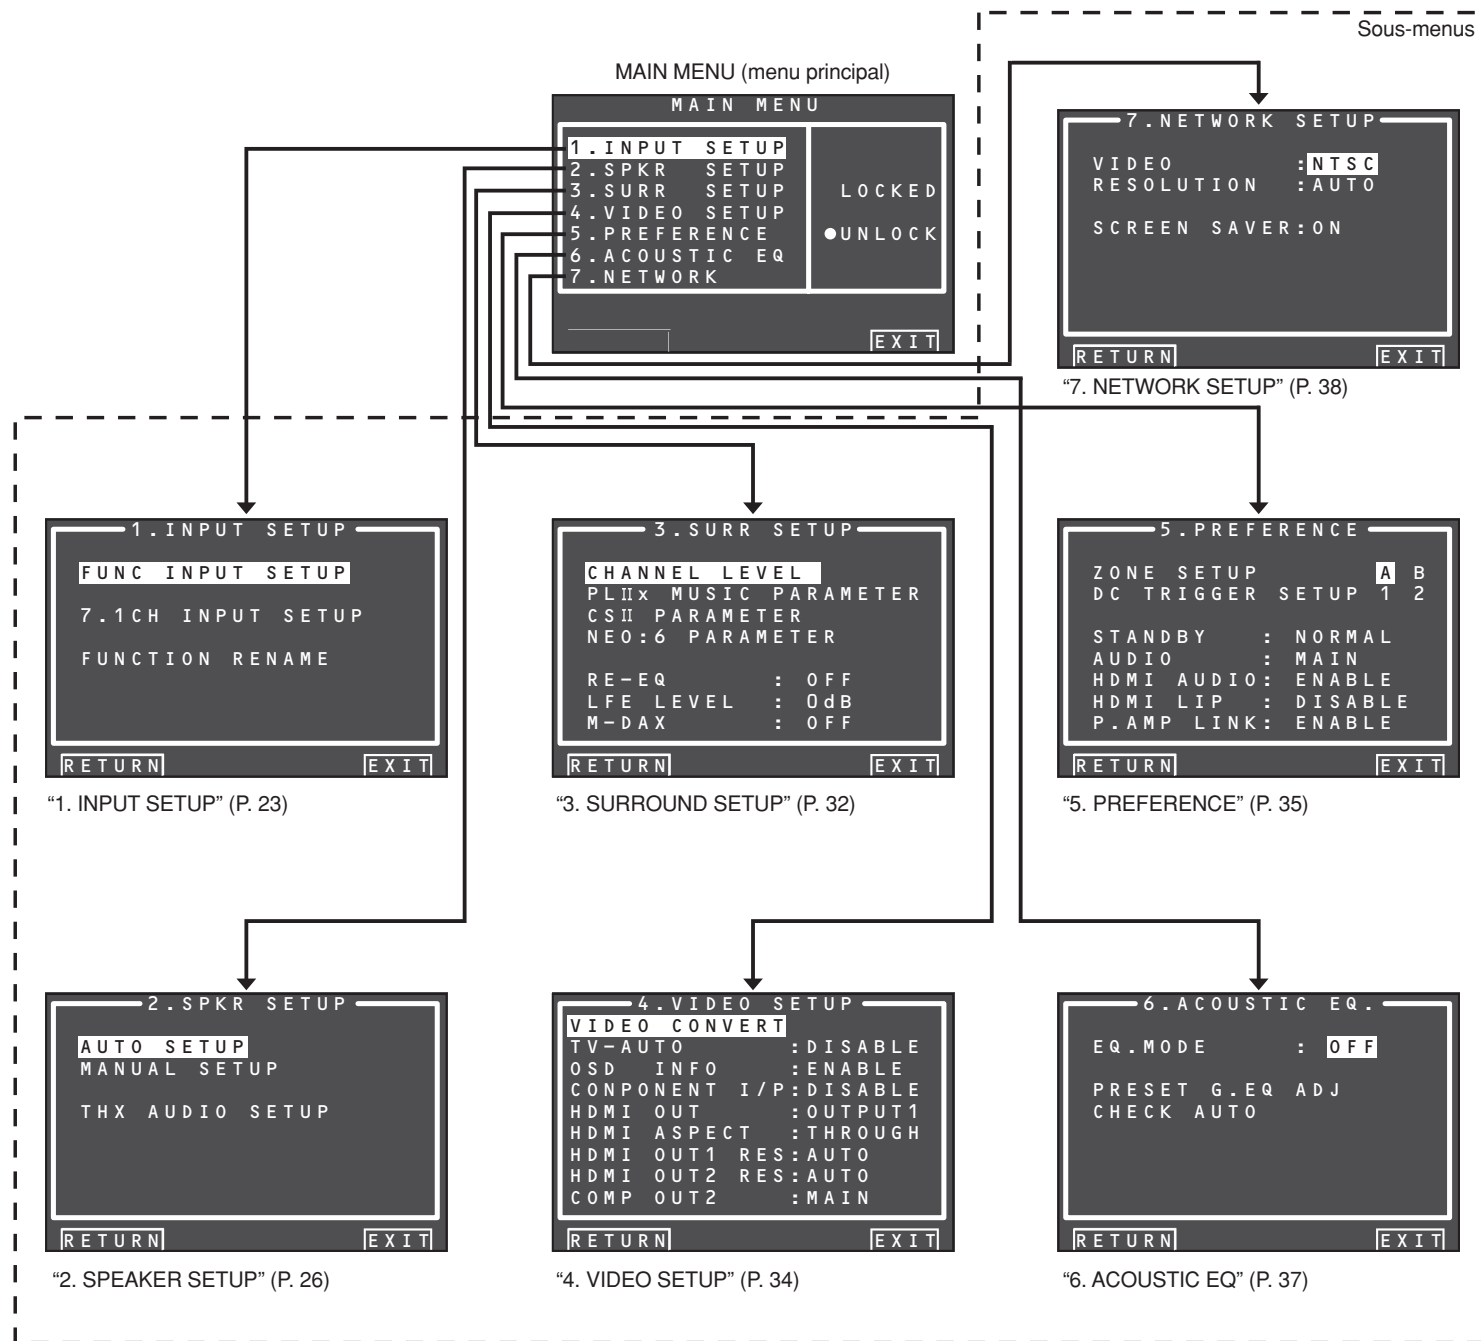 Sous-menus
MAIN MENU (menu principal)
MAIN MENU
1.INPUT SETUP
2.SPKR SETUP
3.SURR SETUP
4.VIDEO SETUP
5.PREFERENCE
6.ACOUSTIC EQ
7.NETWORK
LOCKED
●UNLOCK
EXIT
7.NETWORK SETUP
VIDEO :NTSC
RESOLUTION :AUTO
SCREEN SAVER:ON
RETURN EXIT
“7. NETWORK SETUP” (P. 38)
1.INPUT SETUP
FUNC INPUT SETUP
7.1CH INPUT SETUP
FUNCTION RENAME
RETURN EXIT
“1. INPUT SETUP” (P. 23)
3.SURR SETUP
CHANNEL LEVEL
PLIIx MUSIC PARAMETER
CSII PARAMETER
NEO:6 PARAMETER
RE-EQ : OFF
LFE LEVEL : 0dB
M-DAX : OFF
RETURN EXIT
“3. SURROUND SETUP” (P. 32)
5.PREFERENCE
ZONE SETUP A B
DC TRIGGER SETUP 1 2
STANDBY : NORMAL
AUDIO : MAIN
HDMI AUDIO: ENABLE
HDMI LIP : DISABLE
P.AMP LINK: ENABLE
RETURN EXIT
“5. PREFERENCE” (P. 35)
2.SPKR SETUP
AUTO SETUP
MANUAL SETUP
THX AUDIO SETUP
RETURN EXIT
“2. SPEAKER SETUP” (P. 26)
4.VIDEO SETUP
VIDEO CONVERT
TV-AUTO :DISABLE
OSD INFO :ENABLE
CONPONENT I/P:DISABLE
HDMI OUT :OUTPUT1
HDMI ASPECT :THROUGH
HDMI OUT1 RES:AUTO
HDMI OUT2 RES:AUTO
COMP OUT2 :MAIN
RETURN EXIT
“4. VIDEO SETUP” (P. 34)
6.ACOUSTIC EQ.
EQ.MODE : OFF
PRESET G.EQ ADJ
CHECK AUTO
RETURN EXIT
“6. ACOUSTIC EQ” (P. 37)